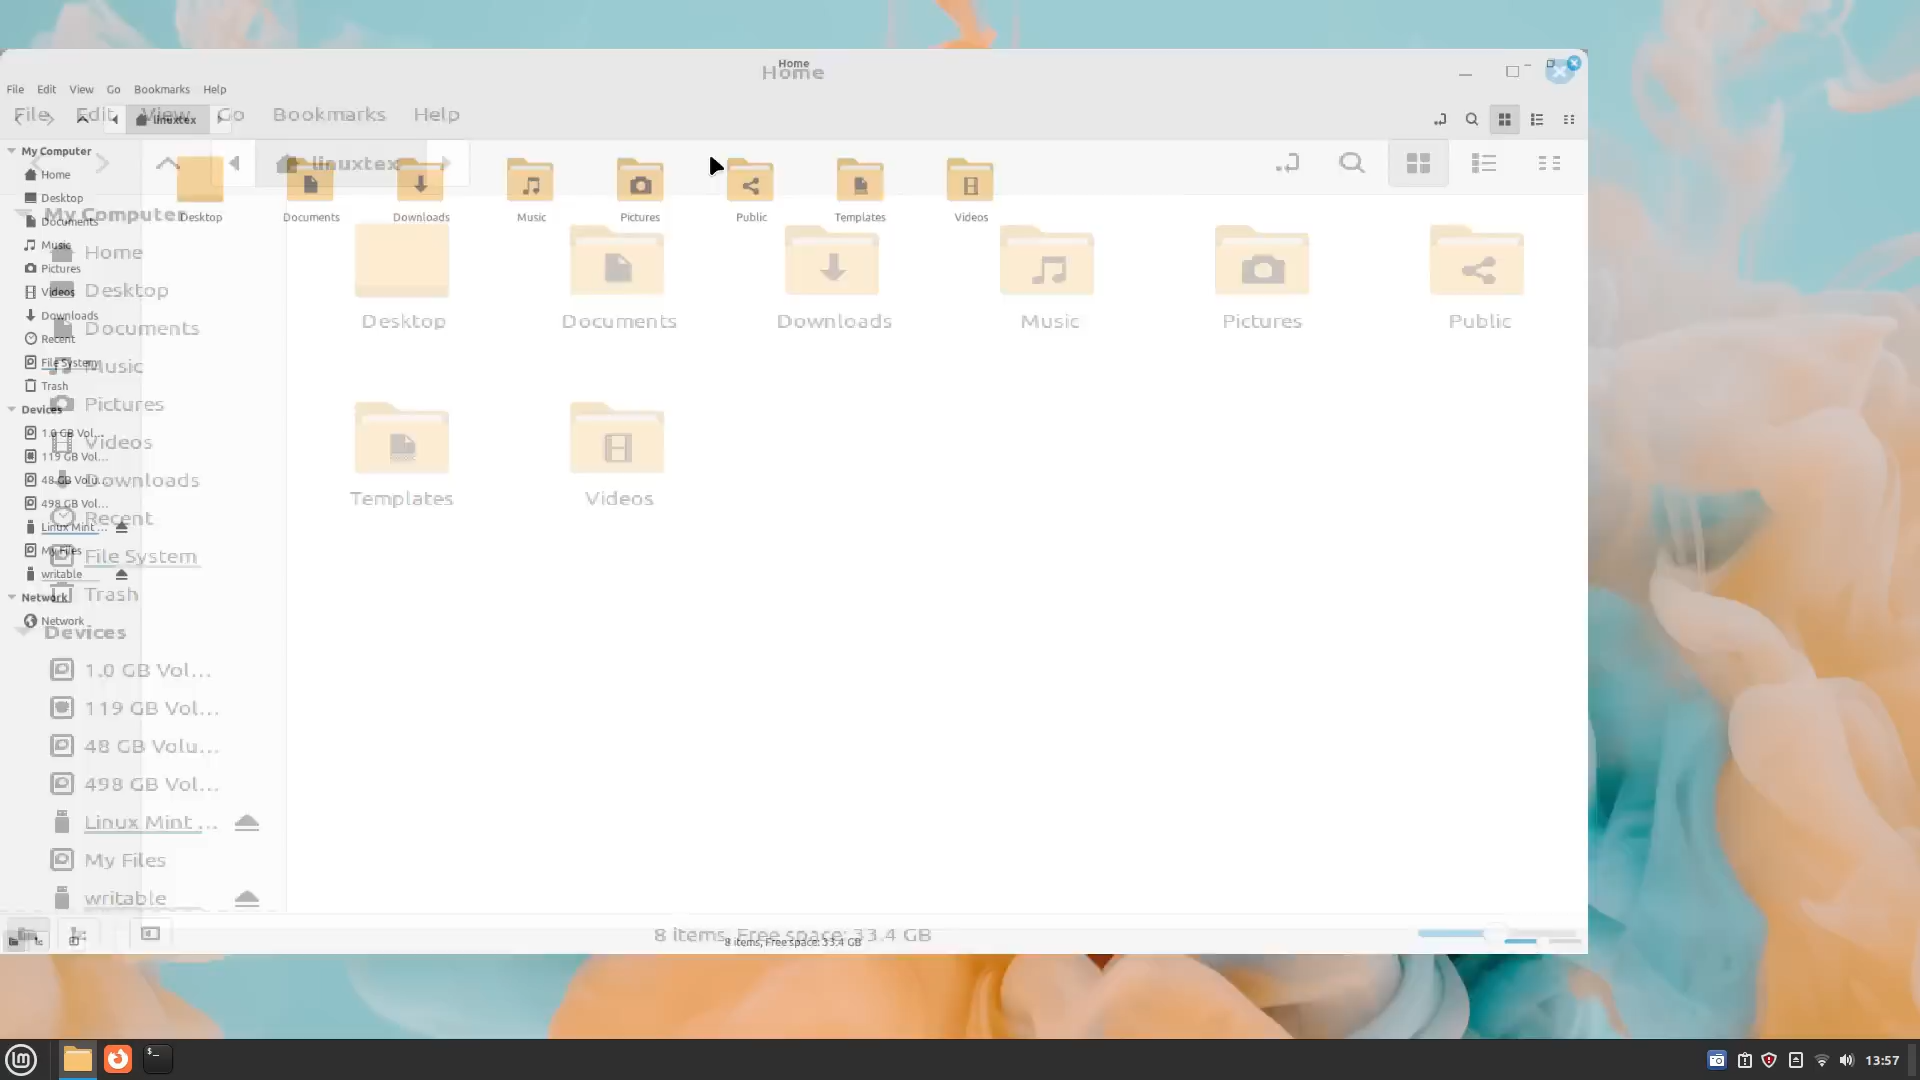 Home
Home
File Edit View Go Bookmarks Help
File Edit View Go Bookmarks Help
linuxtex
linuxtex
My Computer
Home
Desktop
Documents
Music
Pictures
Videos
Downloads
Recent
File System
Trash
Devices
1.0 GB Vol...
119 GB Vol...
48 GB Volu...
498 GB Vol...
Linux Mint ...
My Files
writable
Network
Network
My Computer
Home
Desktop
Documents
Music
Pictures
Videos
Downloads
Recent
File System
Trash
Devices
1.0 GB Vol...
119 GB Vol...
48 GB Volu...
498 GB Vol...
Linux Mint ...
My Files
writable
Desktop Documents Downloads Music Pictures Public Templates Videos
Desktop Documents Downloads Music Pictures Public
Templates Videos
8 items, Free space: 33.4 GB
8 items, Free space: 33.4 GB
13:57